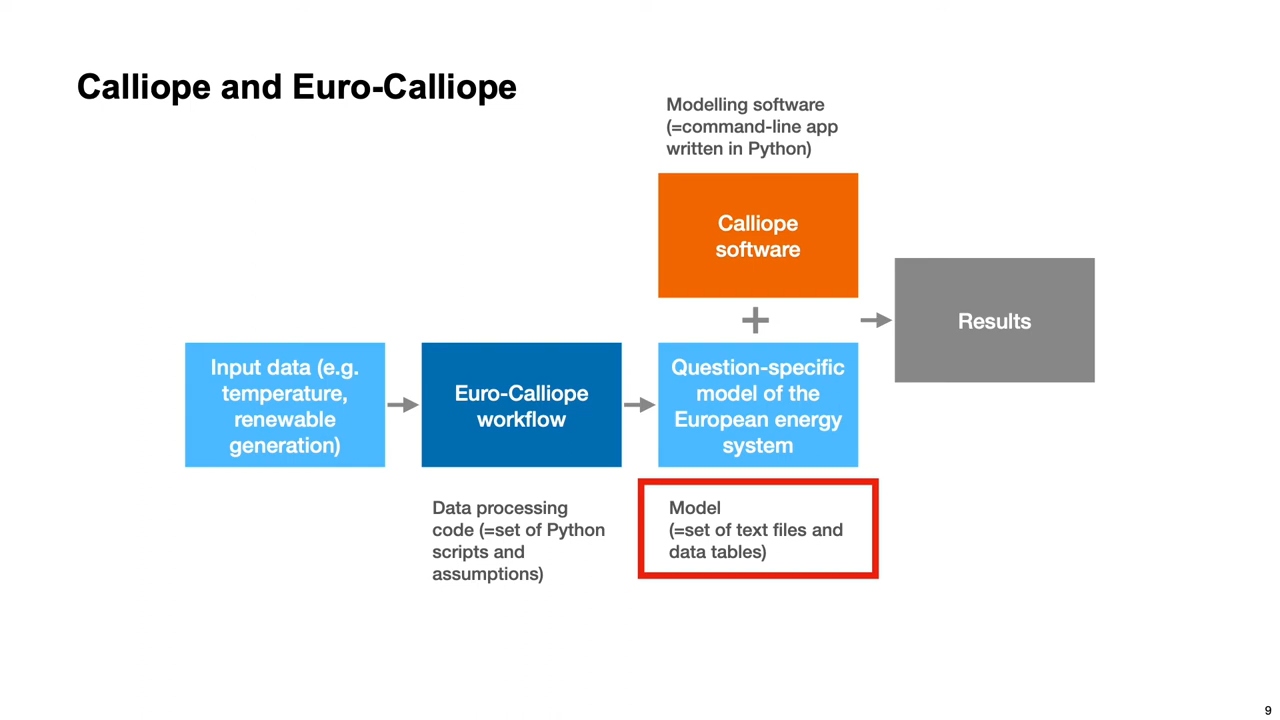 Calliope and Euro-Calliope
Modelling software
(=command-line app
written in Python)
Calliope
software
+
Results
Input data (e.g.
temperature,
renewable
generation)
Euro-Calliope
workflow
Question-specific
model of the
European energy
system
Data processing
code (=set of Python
scripts and
assumptions)
Model
(=set of text files and
data tables)
9